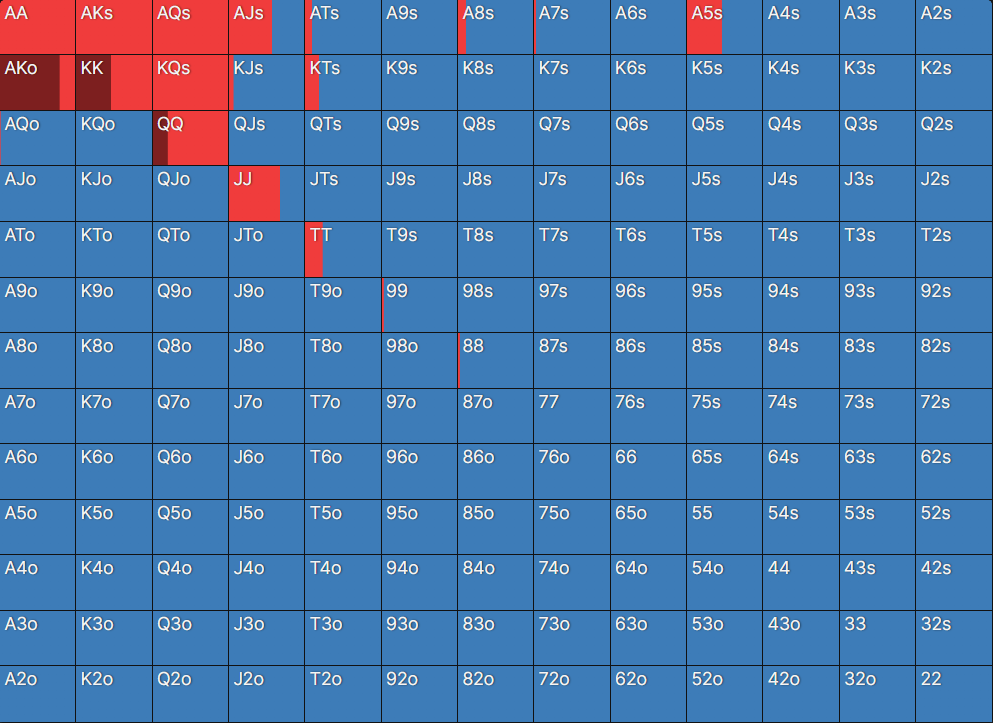 AA AKs AQs AJs ATs A9s A8s A7s A6s A5s A4s A3s A2s
AKo KK KQs KJs KTs K9s K8s K7s K6s K5s K4s K3s K2s
AQo KQo QQ QJs QTs Q9s Q8s Q7s Q6s Q5s Q4s Q3s Q2s
AJo KJo QJo JJ JTs J9s J8s J7s J6s J5s J4s J3s J2s
ATo KTo QTo JTo TT T9s T8s T7s T6s T5s T4s T3s T2s
A9o K9o Q9o J9o T9o 99 98s 97s 96s 95s 94s 93s 92s
A8o K8o Q8o J8o T8o 98o 88 87s 86s 85s 84s 83s 82s
A7o K7o Q7o J7o T7o 97o 87o 77 76s 75s 74s 73s 72s
A6o K6o Q6o J6o T6o 96o 86o 76o 66 65s 64s 63s 62s
A5o K5o Q5o J5o T5o 95o 85o 75o 65o 55 54s 53s 52s
A4o K4o Q4o J4o T4o 94o 84o 74o 64o 54o 44 43s 42s
A3o K3o Q3o J3o T3o 93o 83o 73o 63o 53o 43o 33 32s
A2o K2o Q2o J2o T2o 92o 82o 72o 62o 52o 42o 32o 22